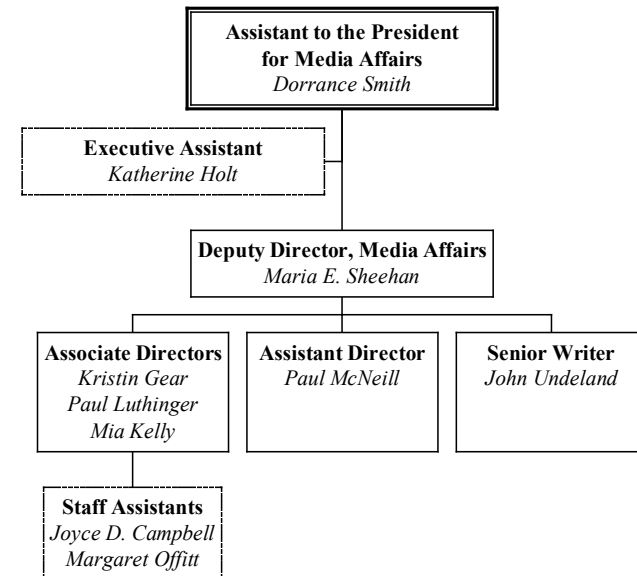 Assistant to the President
for Media Affairs
Dorrance Smith
Executive Assistant
Katherine Holt
Deputy Director, Media Affairs
Maria E. Sheehan
Associate Directors
Kristin Gear
Paul Luthinger
Mia Kelly
Assistant Director
Paul McNeill
Senior Writer
John Undeland
Staff Assistants
Joyce D. Campbell
Margaret Offitt